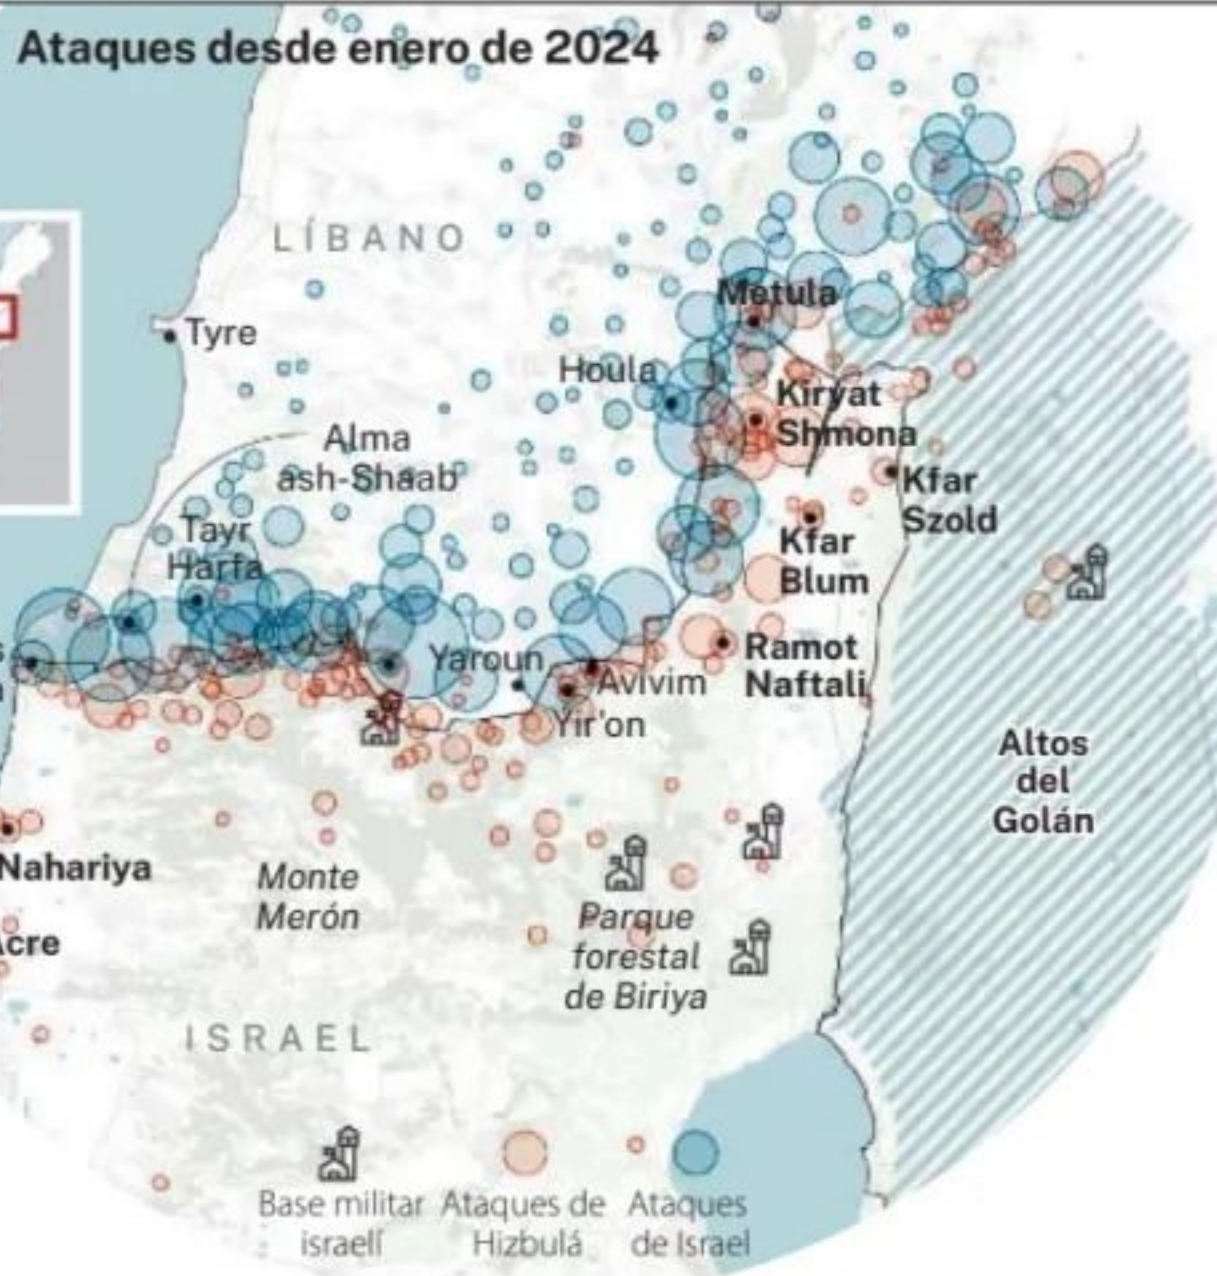 Ataques desde enero de 2024
LÍBANO
Metula
Tyre
Houla
Kiryat
Shmona
Alma
ash-Shaab
Kfar
Szold
Tayr
Harfa
Kfar
Blum
Yaroun
Ramot
Naftali
Avivim
Yir'on
Altos
del
Golán
Nahariya
Monte
Merón
Parque
forestal
de Biriya
Acre
ISRAEL
Base militar
israelí
Ataques de
Hizbulá
Ataques
de Israel